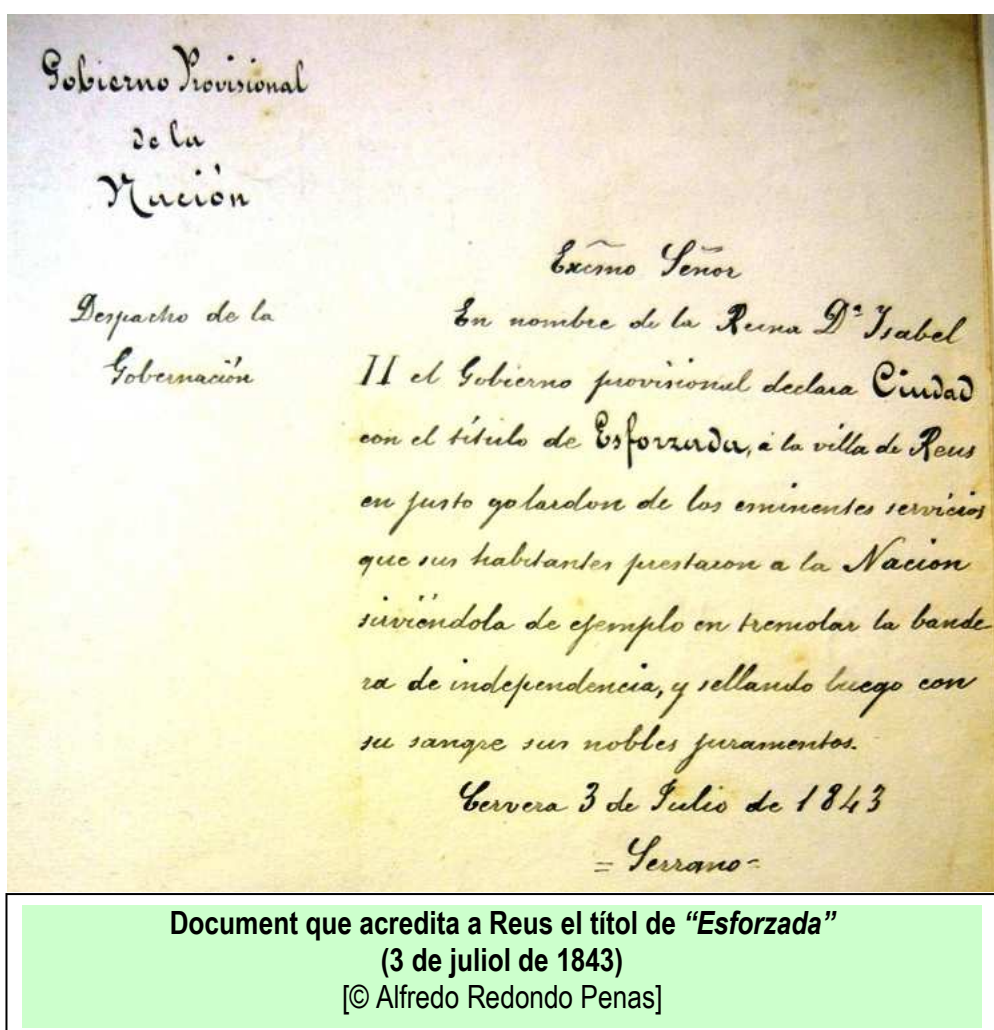 Gobierno Provisional
de la
Nación
Despacho de la
Gobernación
Excmo Señor
En nombre de la Reina Dª Isabel
II el Gobierno provisional declara Ciudad
con el título de Esforzada, á la villa de Reus
en justo galardon de los eminentes servicios
que sus habitantes prestaron a la Nacion
sirviéndola de ejemplo en tremolar la bande
ra de independencia, y sellando luego con
su sangre sus nobles juramentos.
Cervera 3 de Julio de 1843
= Serrano =
Document que acredita a Reus el títol de “Esforzada”
(3 de juliol de 1843)
[© Alfredo Redondo Penas]